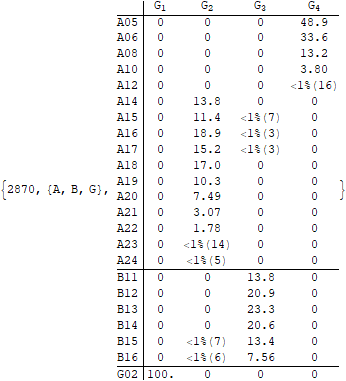 G1 G2 G3 G4
A05 0 0 0 48.9
A06 0 0 0 33.6
A08 0 0 0 13.2
A10 0 0 0 3.80
A12 0 0 0 <1%(16)
A14 0 13.8 0 0
A15 0 11.4 <1%(7) 0
A16 0 18.9 <1%(3) 0
A17 0 15.2 <1%(3) 0
A18 0 17.0 0 0
{2870, {A, B, G}, A19 0 10.3 0 0 }
A20 0 7.49 0 0
A21 0 3.07 0 0
A22 0 1.78 0 0
A23 0 <1%(14) 0 0
A24 0 <1%(5) 0 0
B11 0 0 13.8 0
B12 0 0 20.9 0
B13 0 0 23.3 0
B14 0 0 20.6 0
B15 0 <1%(7) 13.4 0
B16 0 <1%(6) 7.56 0
G02 100. 0 0 0